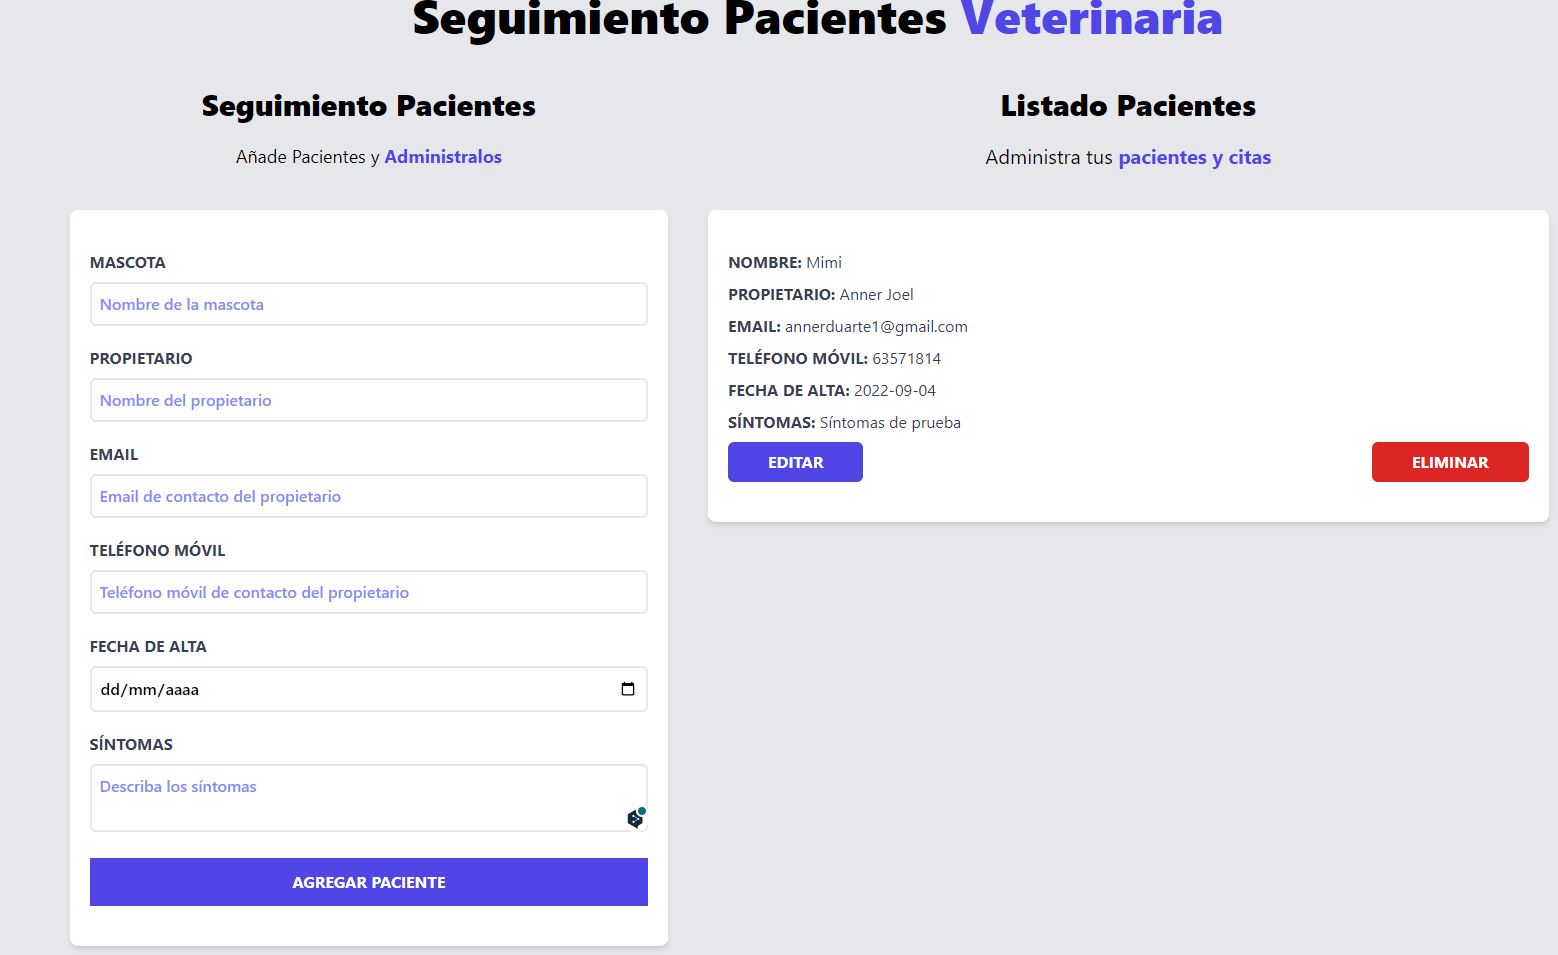 Seguimiento Pacientes Veterinaria
Seguimiento Pacientes
Añade Pacientes y Administralos
MASCOTA
Nombre de la mascota
PROPIETARIO
Nombre del propietario
EMAIL
Email de contacto del propietario
TELÉFONO MÓVIL
Teléfono móvil de contacto del propietario
FECHA DE ALTA
dd/mm/aaaa
SÍNTOMAS
Describa los síntomas
AGREGAR PACIENTE
Listado Pacientes
Administra tus pacientes y citas
NOMBRE: Mimi
PROPIETARIO: Anner Joel
EMAIL: annerduarte1@gmail.com
TELÉFONO MÓVIL: 63571814
FECHA DE ALTA: 2022-09-04
SÍNTOMAS: Síntomas de prueba
EDITAR
ELIMINAR